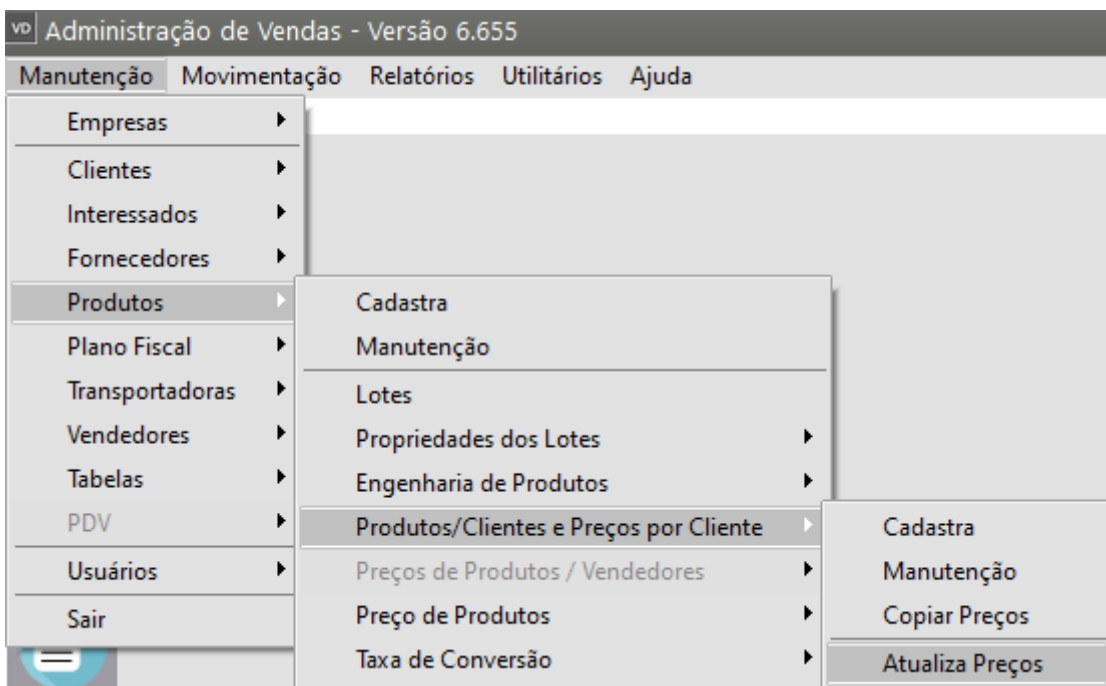 VD Administração de Vendas - Versão 6.655
Manutenção Movimentação Relatórios Utilitários Ajuda
Empresas
Clientes
Interessados
Fornecedores
Produtos
Plano Fiscal
Transportadoras
Vendedores
Tabelas
PDV
Usuários
Sair
Cadastra
Manutenção
Lotes
Propriedades dos Lotes
Engenharia de Produtos
Produtos/Clientes e Preços por Cliente
Preços de Produtos / Vendedores
Preço de Produtos
Taxa de Conversão
Cadastra
Manutenção
Copiar Preços
Atualiza Preços